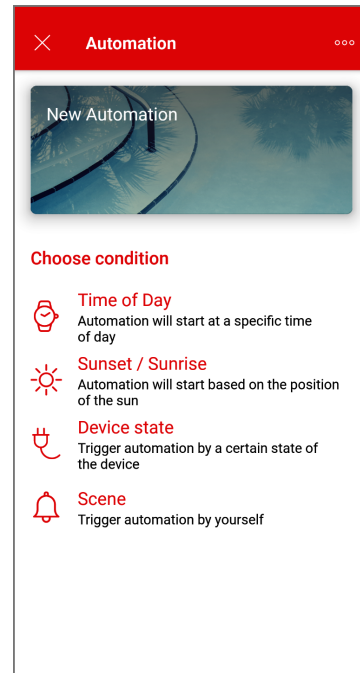 Automation
New Automation
Choose condition
Time of Day
Automation will start at a specific time
of day
Sunset / Sunrise
Automation will start based on the position
of the sun
Device state
Trigger automation by a certain state of
the device
Scene
Trigger automation by yourself